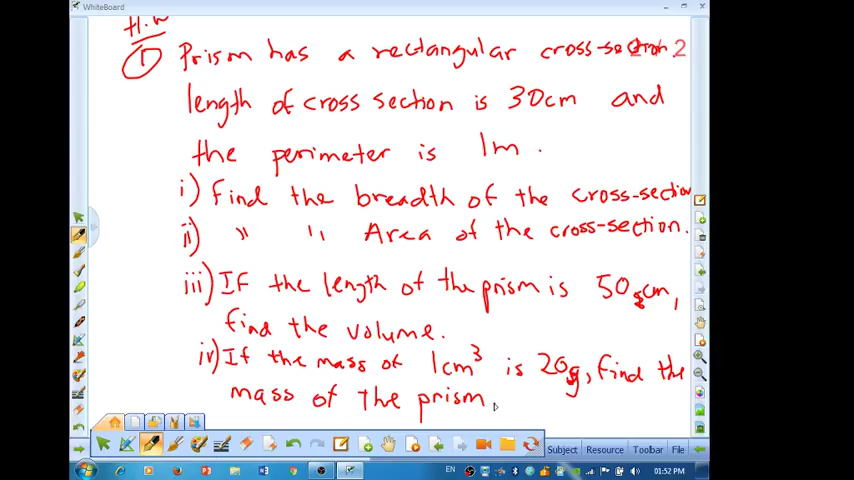 WhiteBoard
H.W
2 / 2
① Prism has a rectangular cross-section.
length of cross section is 30cm and
the perimeter is 1m.
i) Find the breadth of the cross-section
ii) " " Area of the cross-section.
iii) If the length of the prism is 50 cm,
find the volume.
iv) If the mass of 1cm³ is 20g, find the
mass of the prism.
Subject Resource Toolbar File
EN 01:52 PM